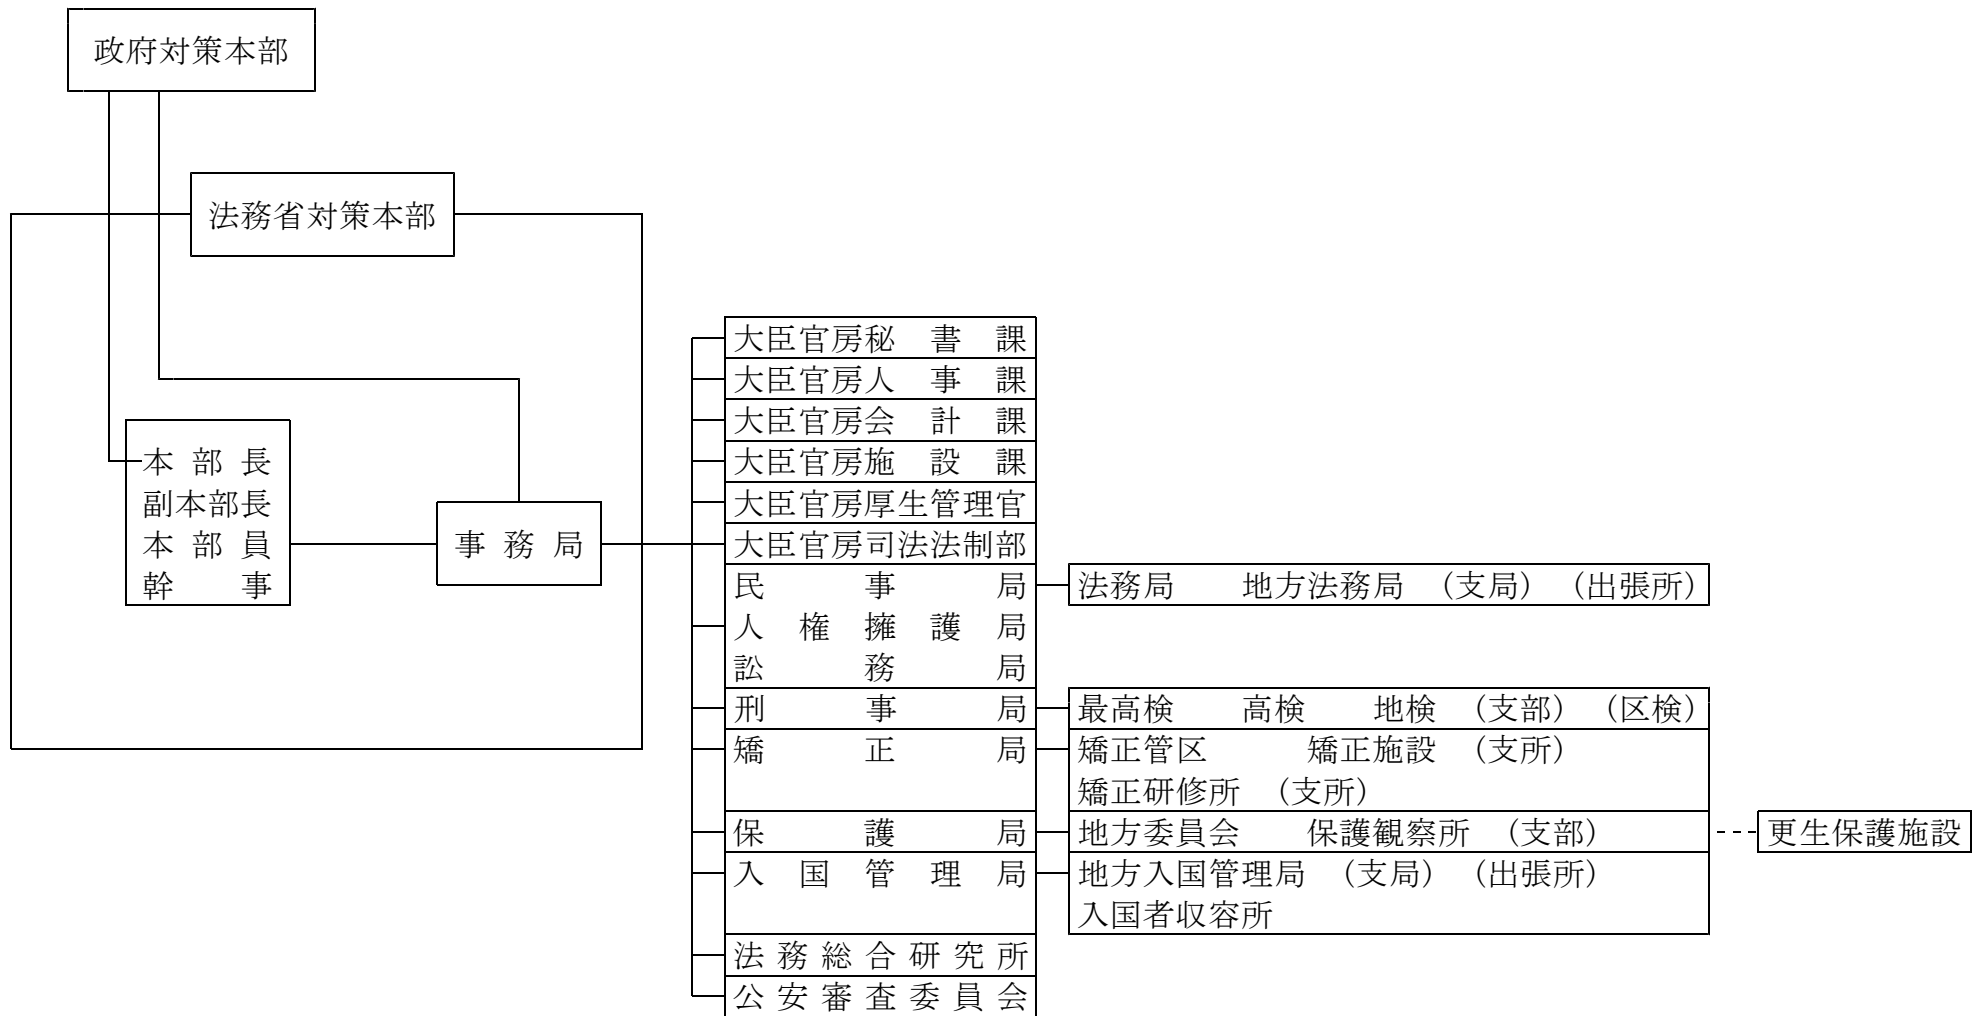 政府対策本部
法務省対策本部
本部長
副本部長
本部員
幹事
事務局
大臣官房秘書課
大臣官房人事課
大臣官房会計課
大臣官房施設課
大臣官房厚生管理官
大臣官房司法法制部
民事局
法務局　地方法務局（支局）（出張所）
人権擁護局
訟務局
刑事局
最高検　高検　地検（支部）（区検）
矯正局
矯正管区　矯正施設（支所）
矯正研修所（支所）
保護局
地方委員会　保護観察所（支部）
更生保護施設
入国管理局
地方入国管理局（支局）（出張所）
入国者収容所
法務総合研究所
公安審査委員会